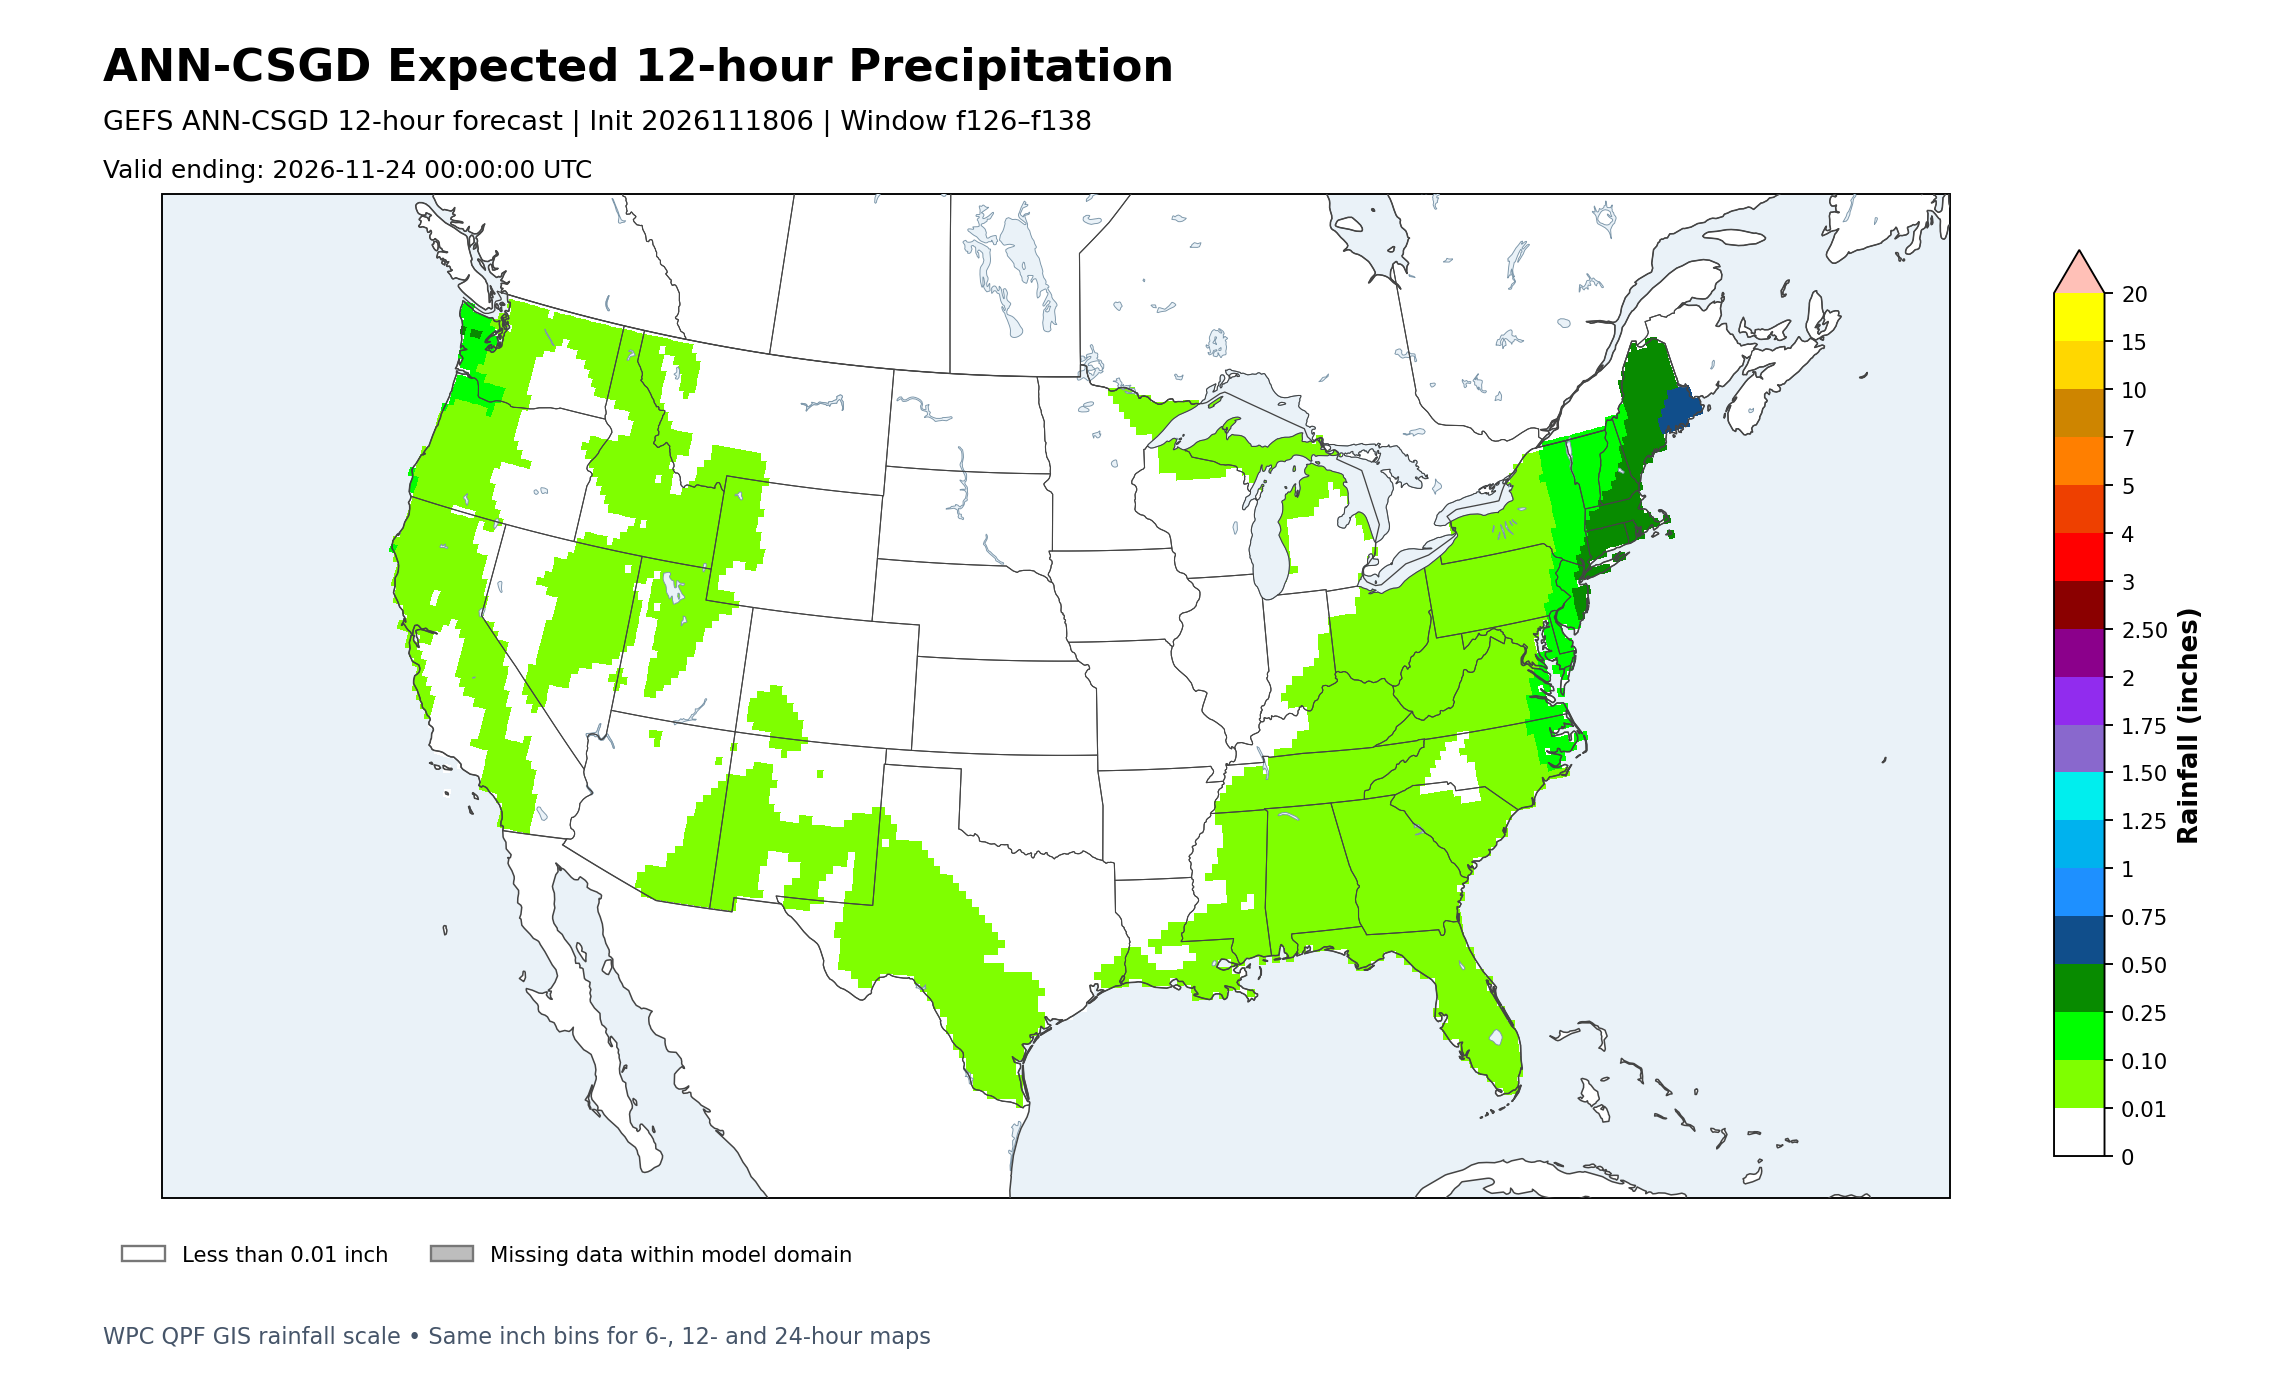 ANN-CSGD Expected 12-hour Precipitation
GEFS ANN-CSGD 12-hour forecast | Init 2026111806 | Window f126–f138
Valid ending: 2026-11-24 00:00:00 UTC
20
15
10
7
5
4
3
2.50
2
1.75
1.50
1.25
1
0.75
0.50
0.25
0.10
0.01
0
Rainfall (inches)
Less than 0.01 inch
Missing data within model domain
WPC QPF GIS rainfall scale • Same inch bins for 6-, 12- and 24-hour maps